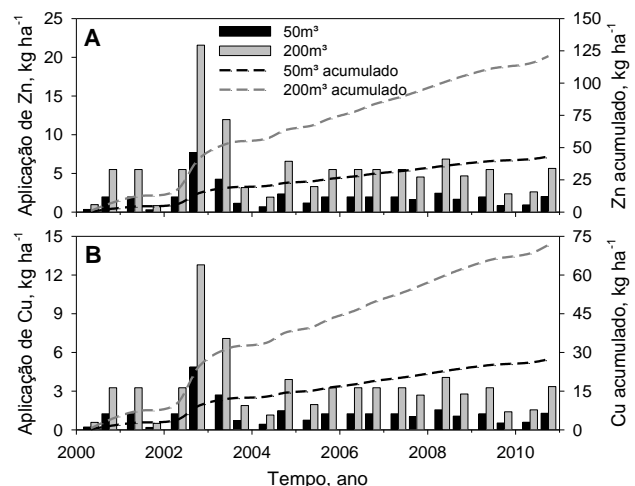 A
50m³
200m³
50m³ acumulado
200m³ acumulado
Aplicação de Zn, kg ha⁻¹
25
20
15
10
5
0
Zn acumulado, kg ha⁻¹
150
125
100
75
50
25
0
B
Aplicação de Cu, kg ha⁻¹
15
12
9
6
3
0
Cu acumulado, kg ha⁻¹
75
60
45
30
15
0
2000 2002 2004 2006 2008 2010
Tempo, ano